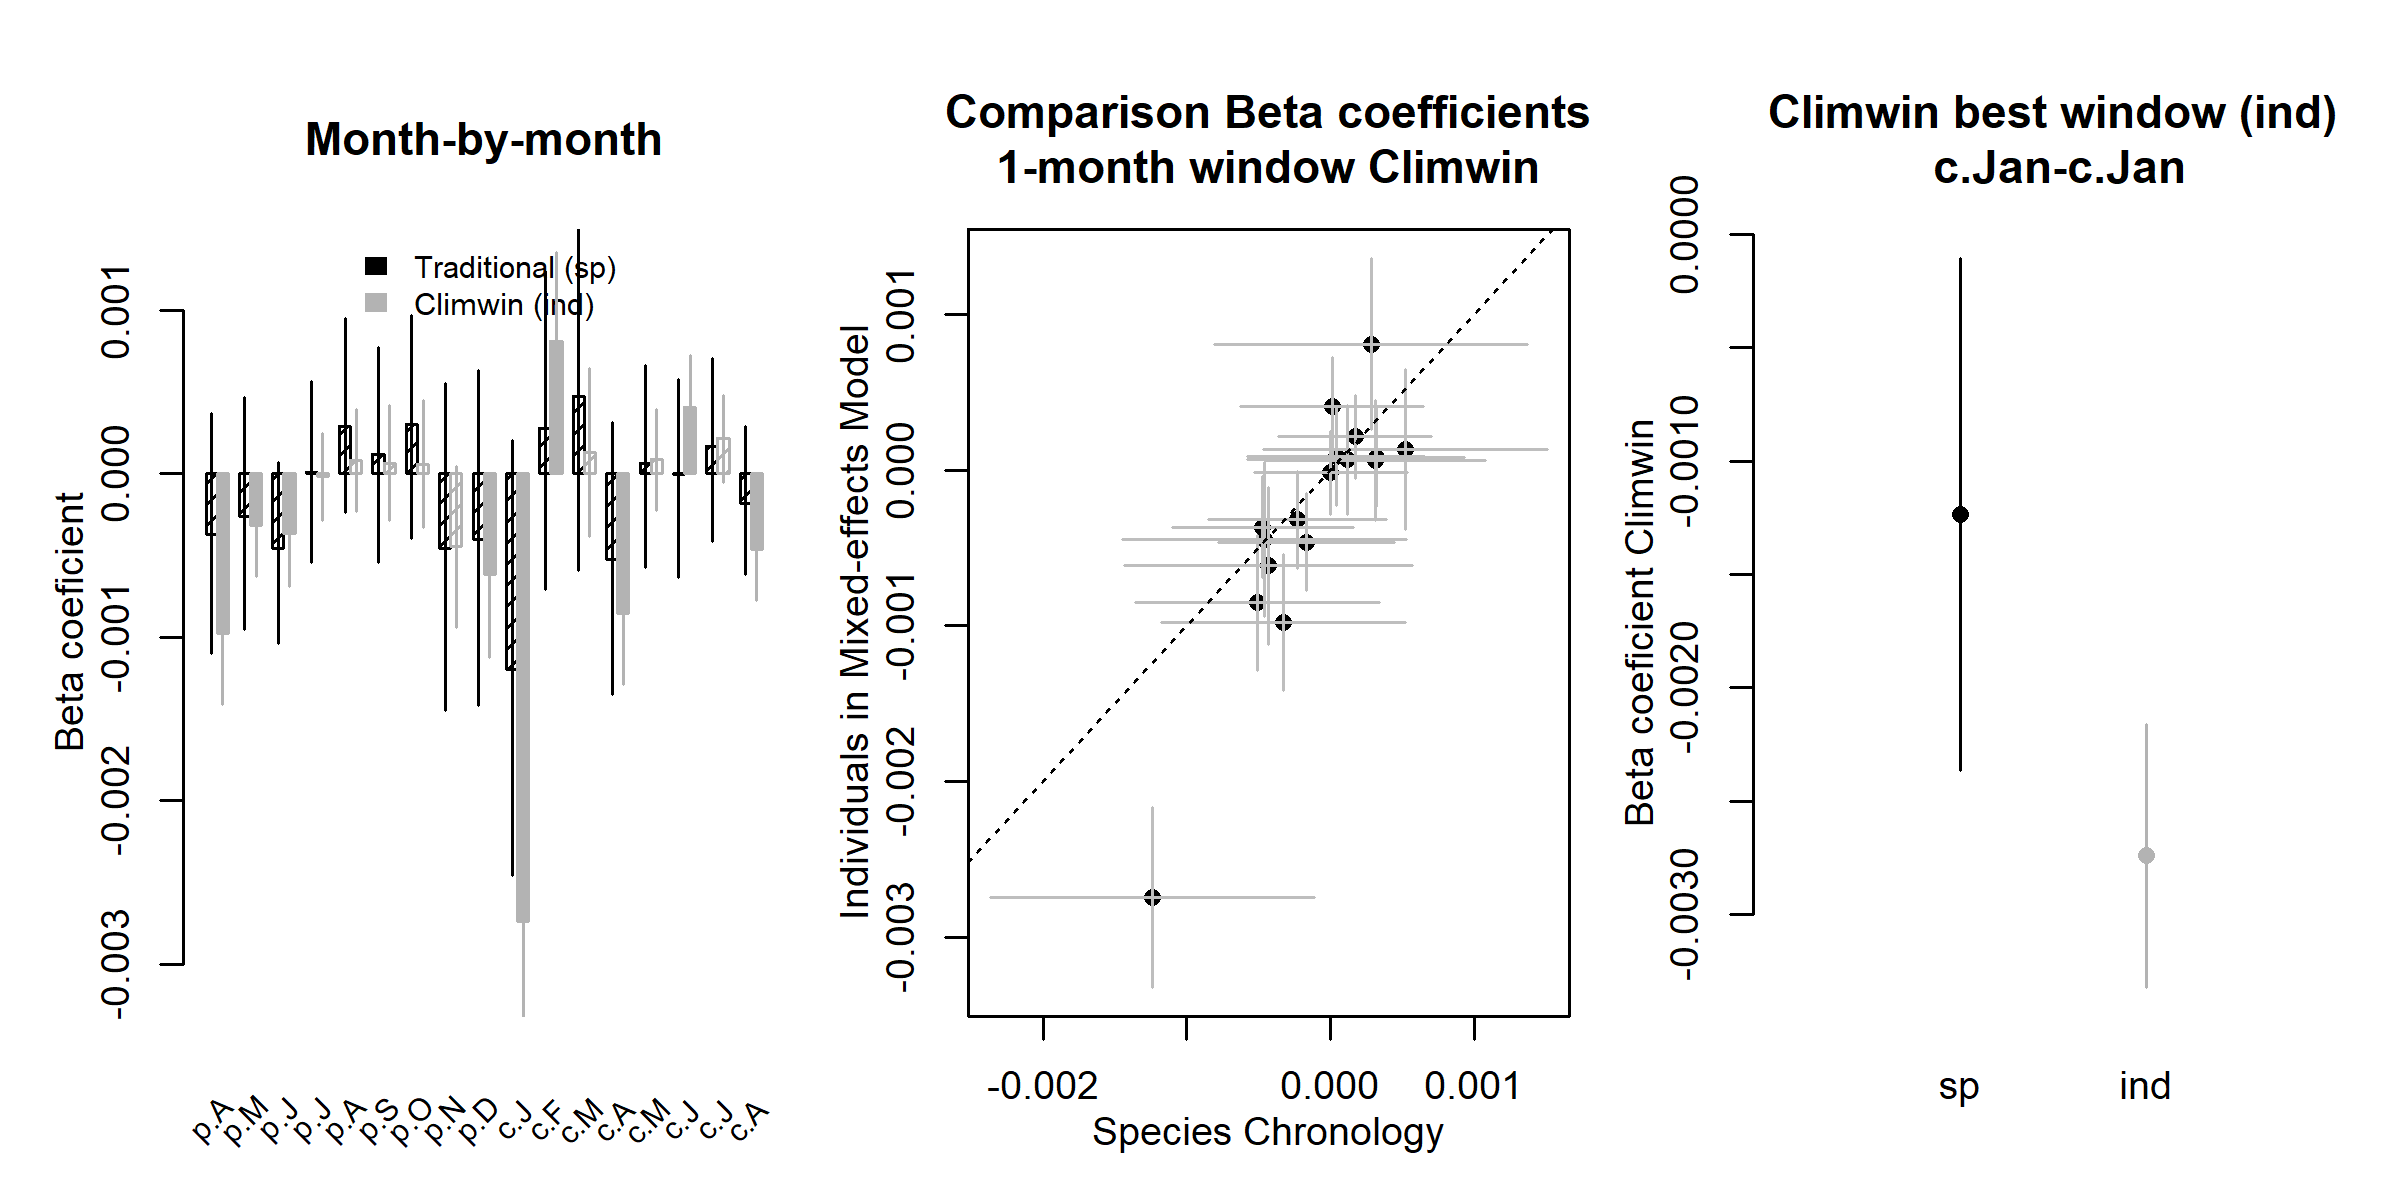 Month-by-month
Traditional (sp)
Climwin (ind)
Beta coeficient
0.001
0.000
-0.001
-0.002
-0.003
p.A
p.M
p.J
p.J
p.A
p.S
p.O
p.N
p.D
c.J
c.F
c.M
c.A
c.M
c.J
c.J
c.A
Comparison Beta coefficients
1-month window Climwin
Individuals in Mixed-effects Model
0.001
0.000
-0.001
-0.002
-0.003
-0.002
0.000
0.001
Species Chronology
Climwin best window (ind)
c.Jan-c.Jan
Beta coeficient Climwin
0.0000
-0.0010
-0.0020
-0.0030
sp
ind